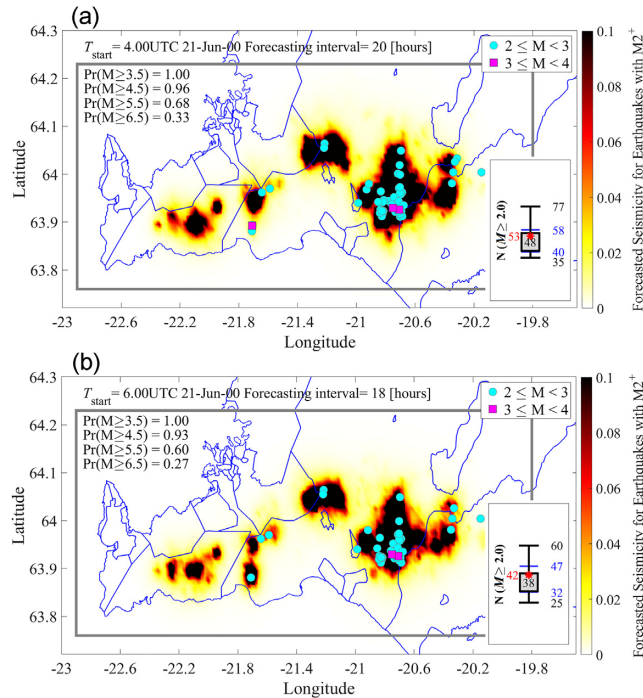 (a)
T_start = 4.00UTC 21-Jun-00 Forecasting interval= 20 [hours]
Pr(M≥3.5) = 1.00
Pr(M≥4.5) = 0.96
Pr(M≥5.5) = 0.68
Pr(M≥6.5) = 0.33
2 ≤ M < 3
3 ≤ M < 4
64.3
64.2
64.1
64
63.9
63.8
Latitude
-23
-22.6
-22.2
-21.8
-21.4
-21
-20.6
-20.2
-19.8
Longitude
N (M ≥ 2.0)
77
58
53
48
40
35
0.1
0.08
0.06
0.04
0.02
0
Forecasted Seismicity for Earthquakes with M2+
(b)
T_start = 6.00UTC 21-Jun-00 Forecasting interval= 18 [hours]
Pr(M≥3.5) = 1.00
Pr(M≥4.5) = 0.93
Pr(M≥5.5) = 0.60
Pr(M≥6.5) = 0.27
2 ≤ M < 3
3 ≤ M < 4
64.3
64.2
64.1
64
63.9
63.8
Latitude
-23
-22.6
-22.2
-21.8
-21.4
-21
-20.6
-20.2
-19.8
Longitude
N (M ≥ 2.0)
60
47
42
38
32
25
0.1
0.08
0.06
0.04
0.02
0
Forecasted Seismicity for Earthquakes with M2+